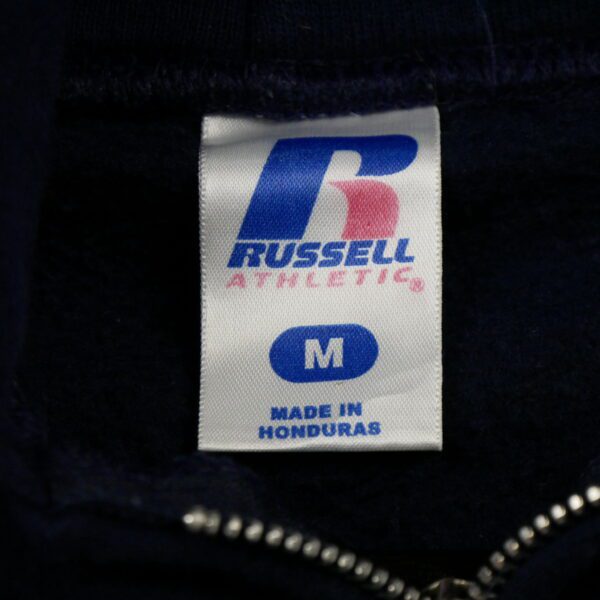 R
RUSSELL
ATHLETIC®
M
MADE IN
HONDURAS